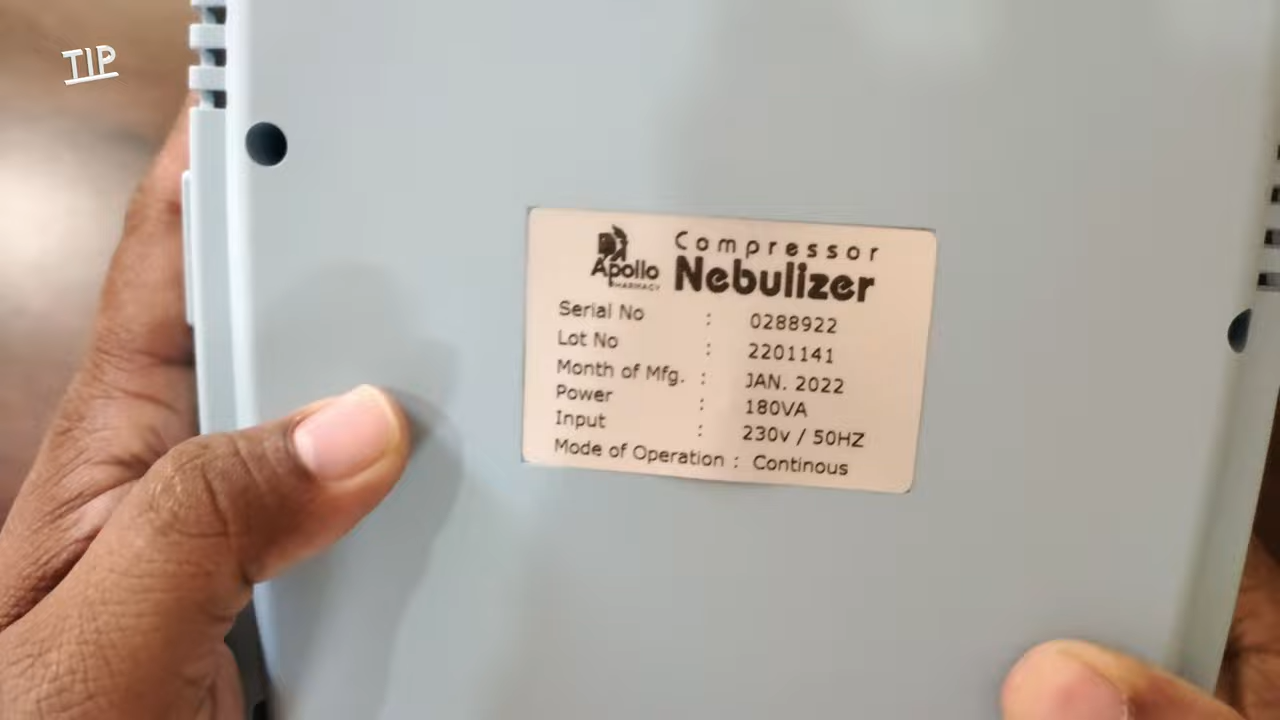 TIP
Apollo
PHARMACY
Compressor
Nebulizer
Serial No : 0288922
Lot No : 2201141
Month of Mfg. : JAN. 2022
Power : 180VA
Input : 230v / 50HZ
Mode of Operation : Continous